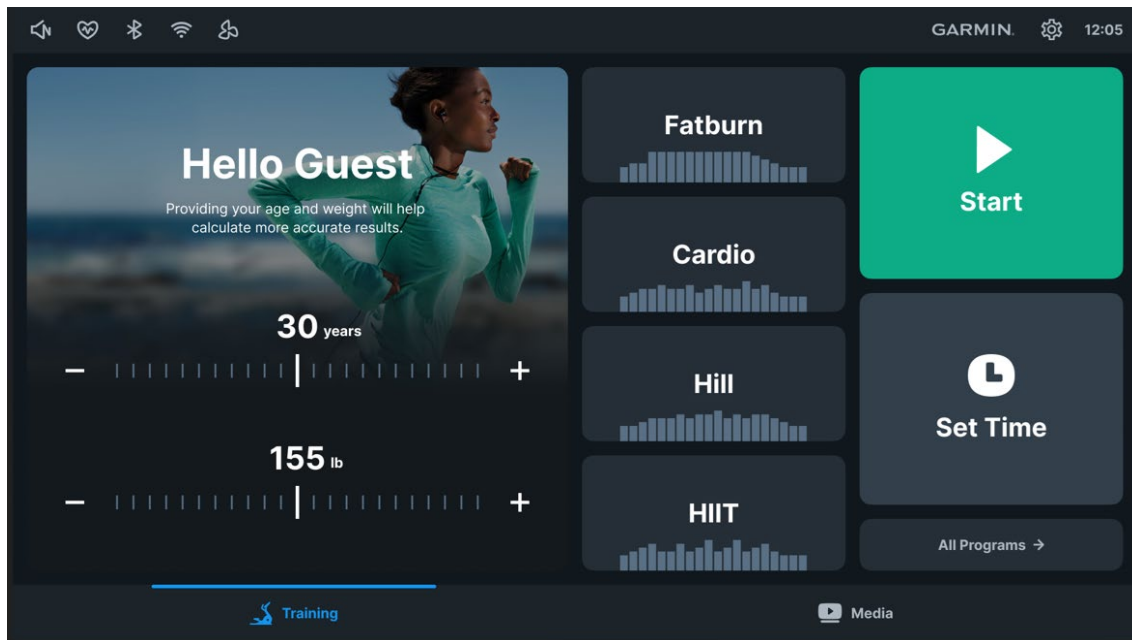 GARMIN.
12:05
Hello Guest
Providing your age and weight will help
calculate more accurate results.
30 years
155 lb
Fatburn
Cardio
Hill
HIIT
Start
Set Time
All Programs →
Training
Media